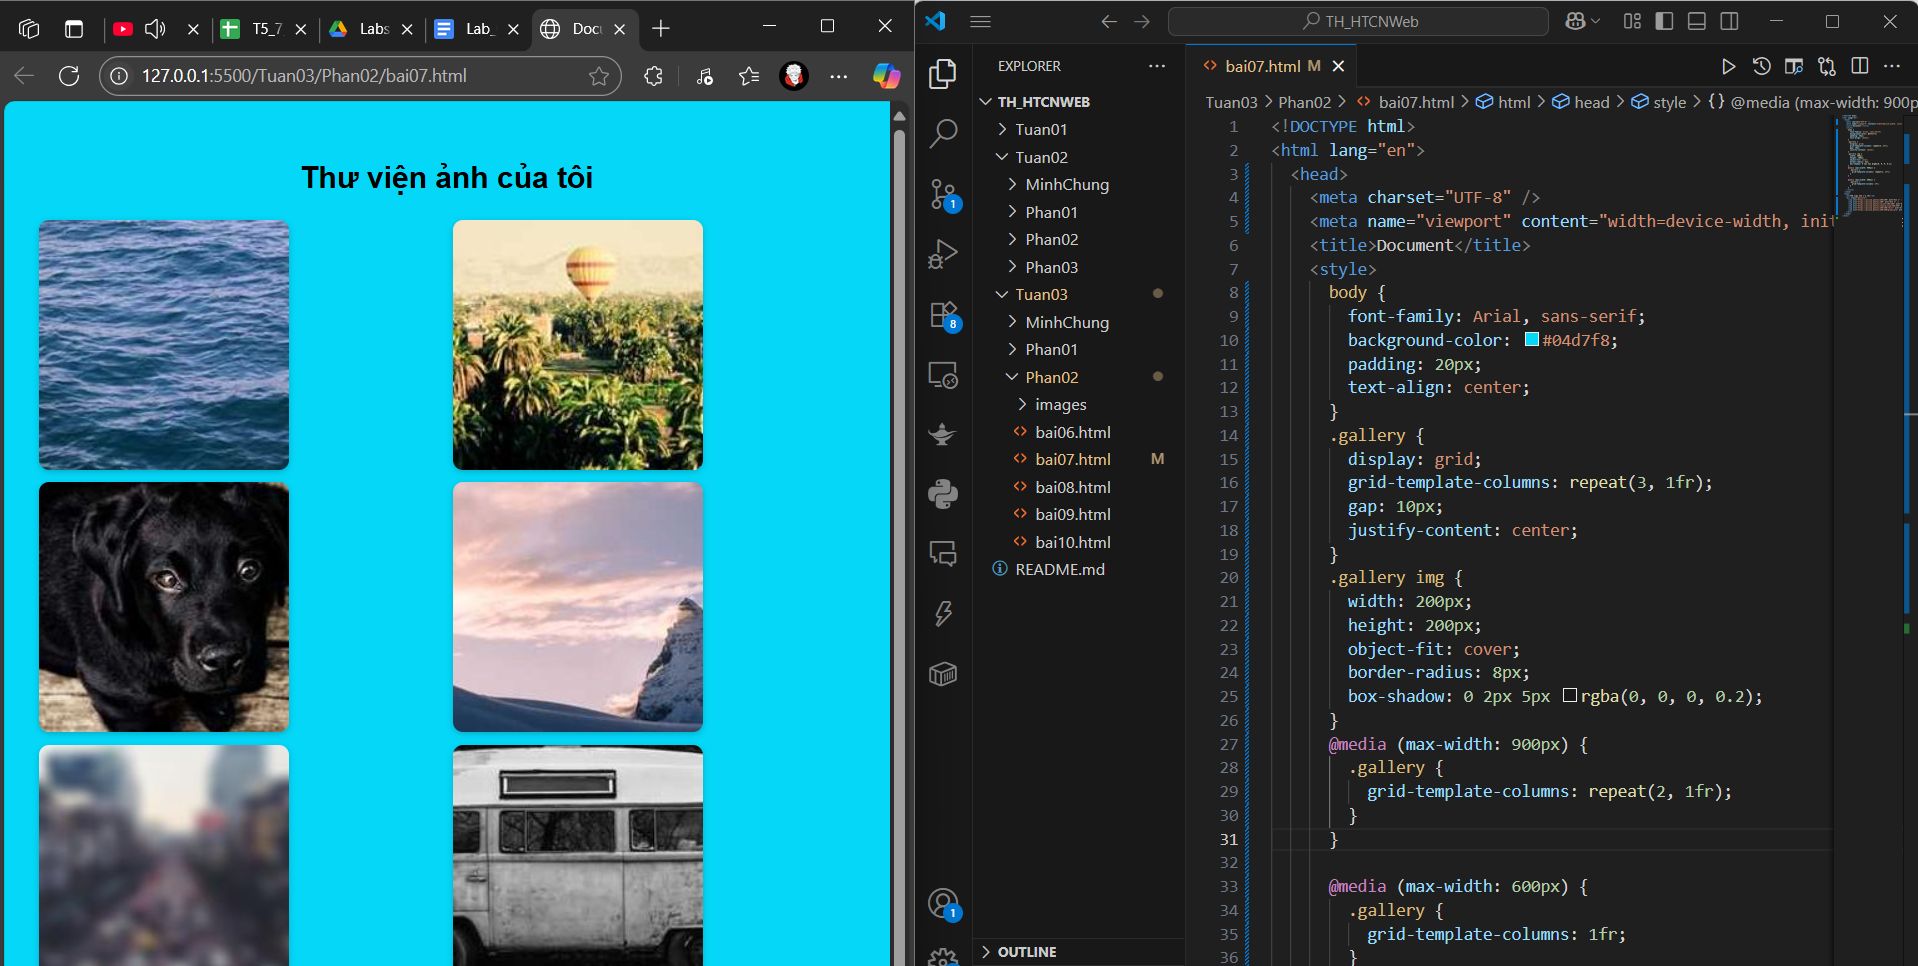 T5_7
Labs
Lab_
Docu
127.0.0.1:5500/Tuan03/Phan02/bai07.html
Thư viện ảnh của tôi
TH_HTCNWeb
EXPLORER
TH_HTCNWEB
Tuan01
Tuan02
MinhChung
Phan01
Phan02
Phan03
Tuan03
MinhChung
Phan01
Phan02
images
bai06.html
bai07.html M
bai08.html
bai09.html
bai10.html
README.md
OUTLINE
1
8
1
bai07.html M
Tuan03 > Phan02 > bai07.html > html > head > style > {} @media (max-width: 900p
1 <!DOCTYPE html>
2 <html lang="en">
3 <head>
4 <meta charset="UTF-8" />
5 <meta name="viewport" content="width=device-width, init
6 <title>Document</title>
7 <style>
8 body {
9 font-family: Arial, sans-serif;
10 background-color: #04d7f8;
11 padding: 20px;
12 text-align: center;
13 }
14 .gallery {
15 display: grid;
16 grid-template-columns: repeat(3, 1fr);
17 gap: 10px;
18 justify-content: center;
19 }
20 .gallery img {
21 width: 200px;
22 height: 200px;
23 object-fit: cover;
24 border-radius: 8px;
25 box-shadow: 0 2px 5px rgba(0, 0, 0, 0.2);
26 }
27 @media (max-width: 900px) {
28 .gallery {
29 grid-template-columns: repeat(2, 1fr);
30 }
31 }
32
33 @media (max-width: 600px) {
34 .gallery {
35 grid-template-columns: 1fr;
36 }